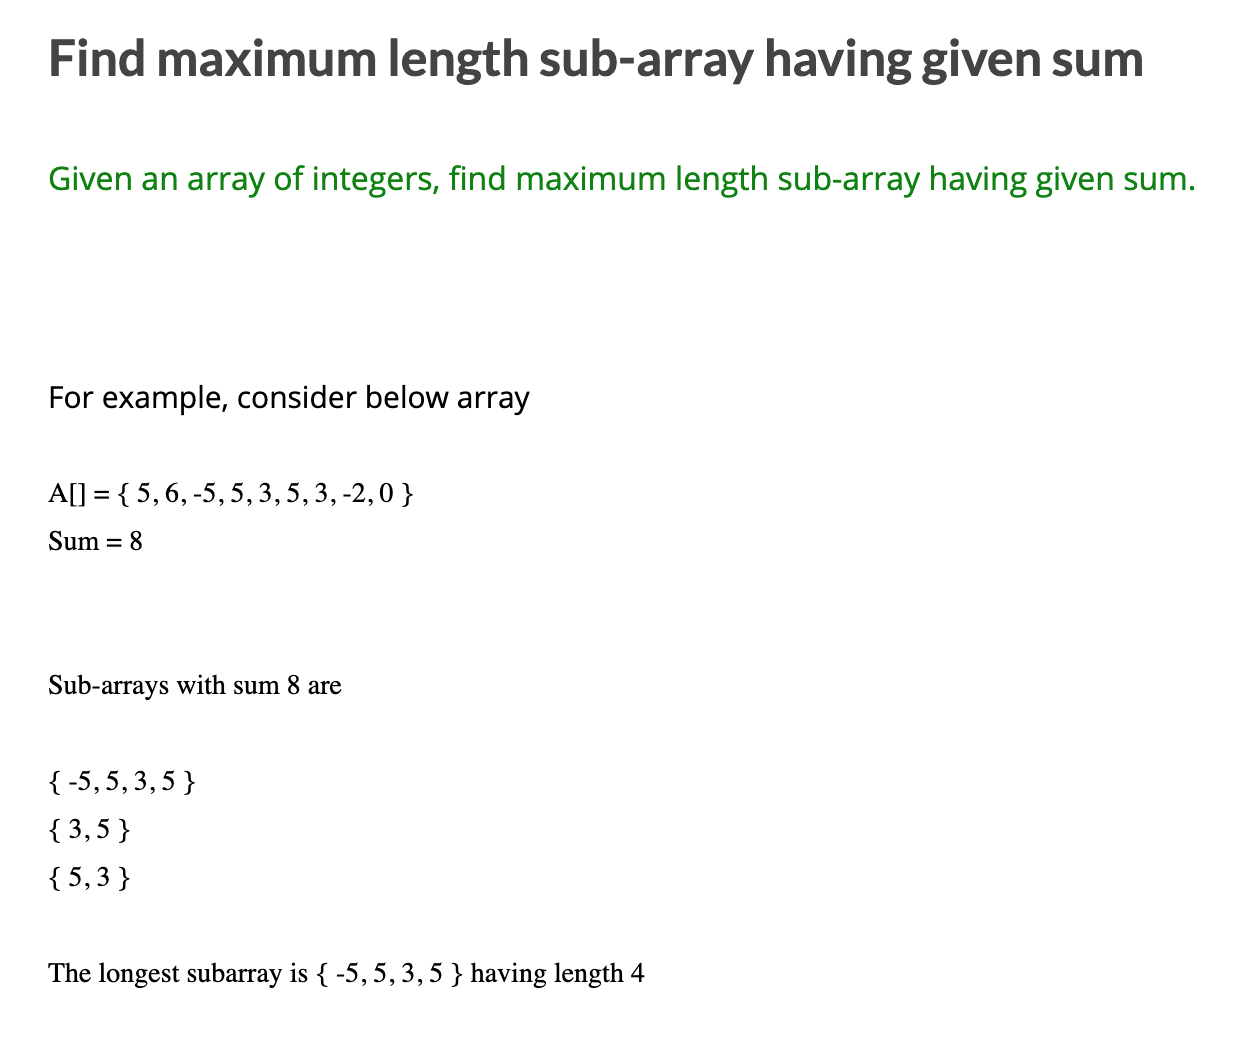 Find maximum length sub-array having given sum
Given an array of integers, find maximum length sub-array having given sum.
For example, consider below array
A[] = { 5, 6, -5, 5, 3, 5, 3, -2, 0 }
Sum = 8
Sub-arrays with sum 8 are
{ -5, 5, 3, 5 }
{ 3, 5 }
{ 5, 3 }
The longest subarray is { -5, 5, 3, 5 } having length 4